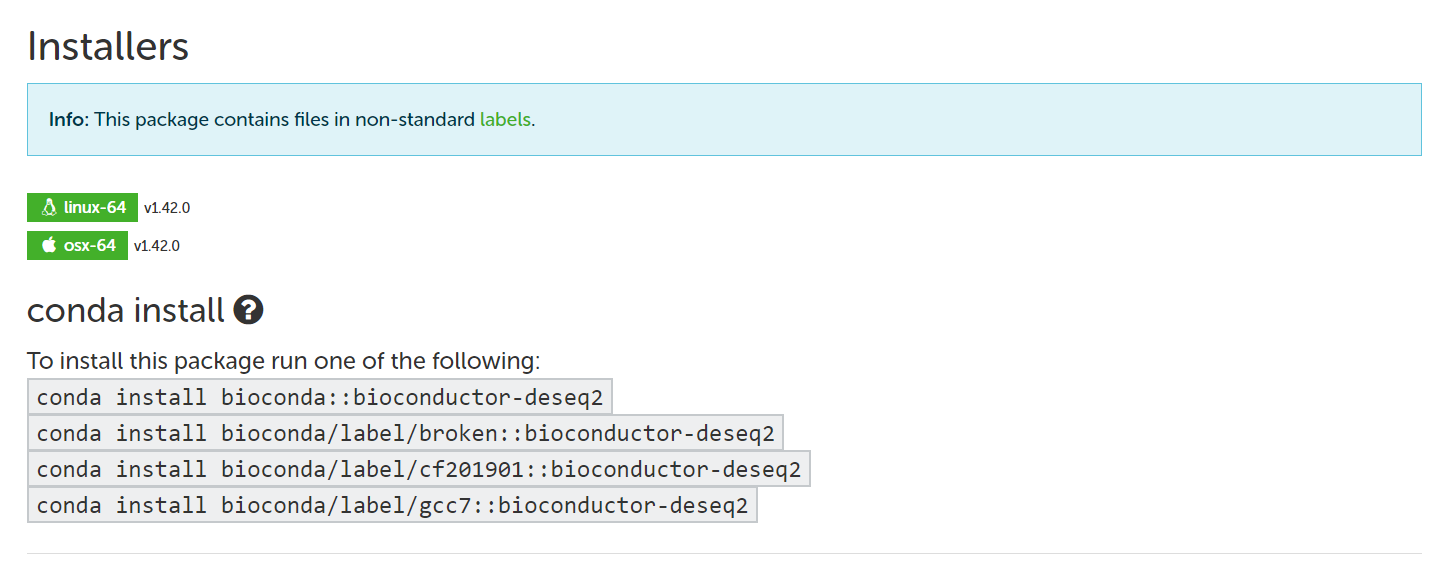 Installers
Info: This package contains files in non-standard labels.
linux-64 v1.42.0
osx-64 v1.42.0
conda install ?
To install this package run one of the following:
conda install bioconda::bioconductor-deseq2
conda install bioconda/label/broken::bioconductor-deseq2
conda install bioconda/label/cf201901::bioconductor-deseq2
conda install bioconda/label/gcc7::bioconductor-deseq2